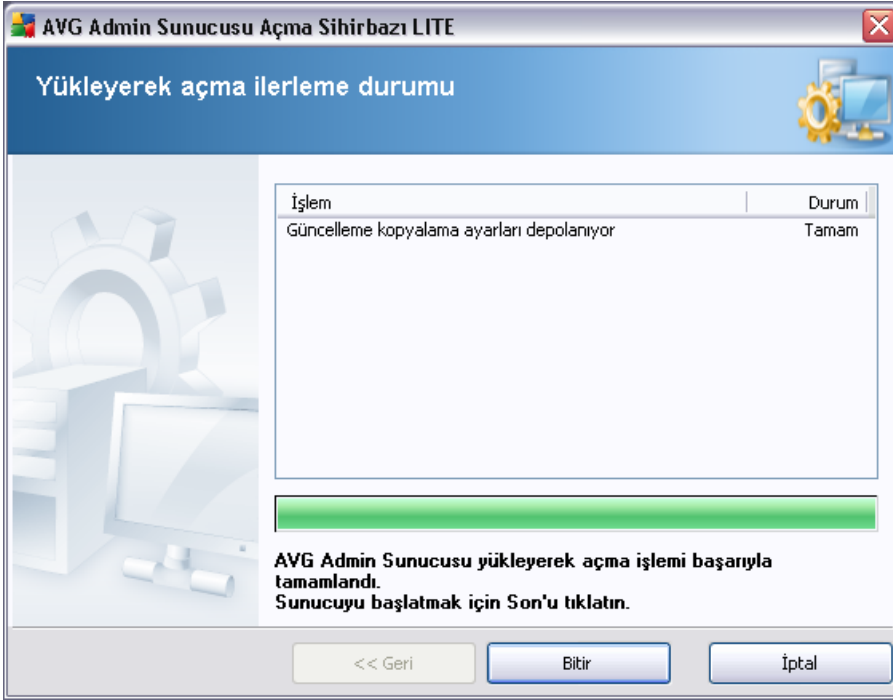 AVG Admin Sunucusu Açma Sihirbazı LITE
Yükleyerek açma ilerleme durumu
İşlem Durum
Güncelleme kopyalama ayarları depolanıyor Tamam
AVG Admin Sunucusu yükleyerek açma işlemi başarıyla
tamamlandı.
Sunucuyu başlatmak için Son'u tıklatın.
<< Geri Bitir İptal